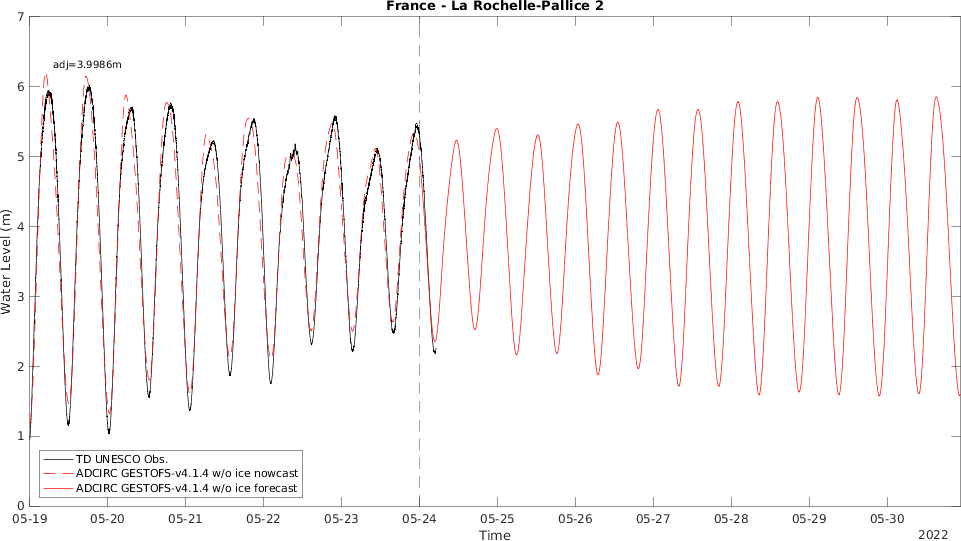 France - La Rochelle-Pallice 2
adj=3.9986m
Water Level (m)
7
6
5
4
3
2
1
0
TD UNESCO Obs.
ADCIRC GESTOFS-v4.1.4 w/o ice nowcast
ADCIRC GESTOFS-v4.1.4 w/o ice forecast
05-19 05-20 05-21 05-22 05-23 05-24 05-25 05-26 05-27 05-28 05-29 05-30
Time
2022